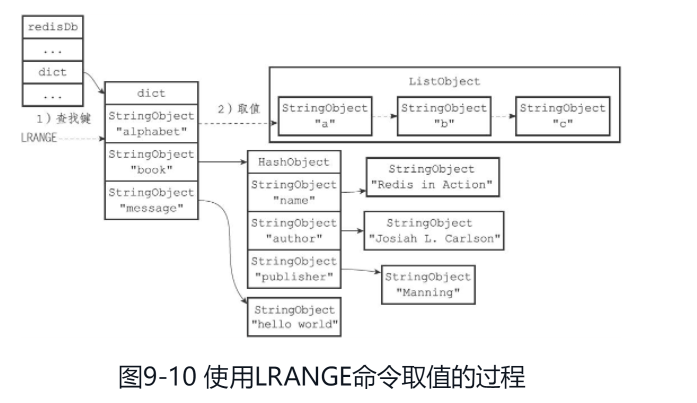 redisDb
...
dict
...
1）查找键
LRANGE
dict
StringObject
"alphabet"
StringObject
"book"
StringObject
"message"
2）取值
ListObject
StringObject
"a"
StringObject
"b"
StringObject
"c"
HashObject
StringObject
"name"
StringObject
"author"
StringObject
"publisher"
StringObject
"Redis in Action"
StringObject
"Josiah L. Carlson"
StringObject
"Manning"
StringObject
"hello world"
图9-10 使用LRANGE命令取值的过程